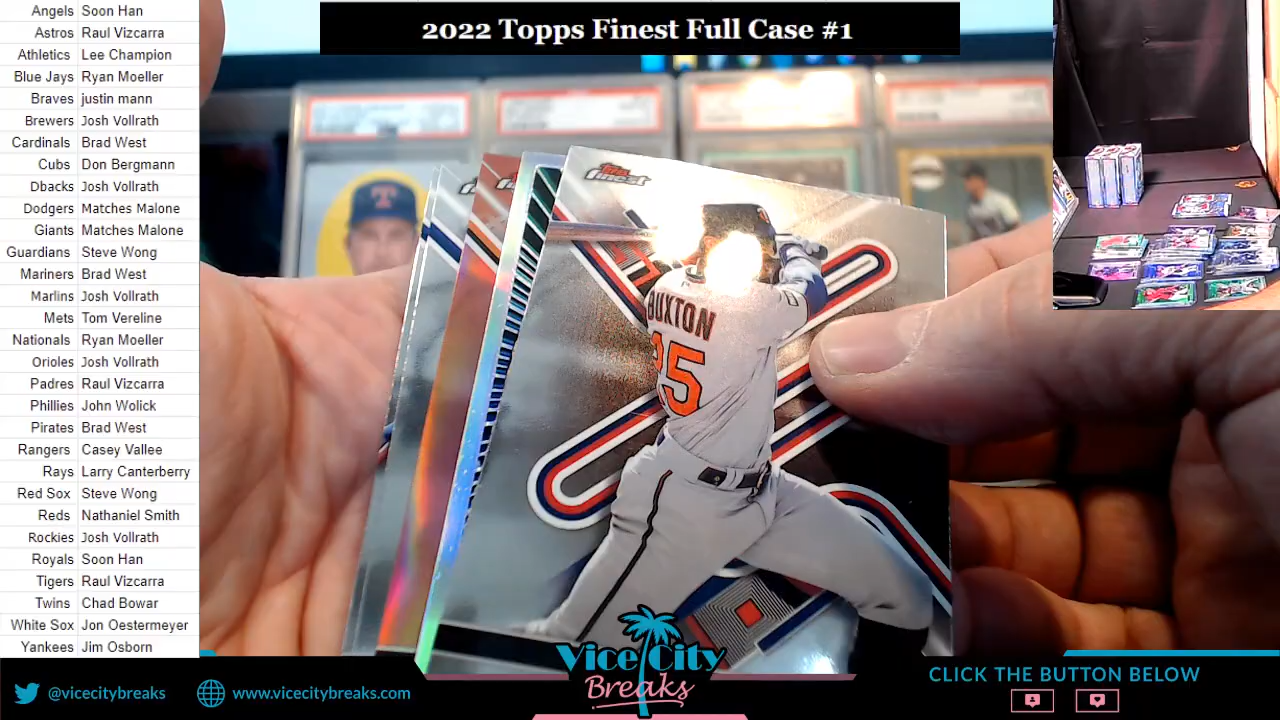 2022 Topps Finest Full Case #1
Angels Soon Han
Astros Raul Vizcarra
Athletics Lee Champion
Blue Jays Ryan Moeller
Braves justin mann
Brewers Josh Vollrath
Cardinals Brad West
Cubs Don Bergmann
Dbacks Josh Vollrath
Dodgers Matches Malone
Giants Matches Malone
Guardians Steve Wong
Mariners Brad West
Marlins Josh Vollrath
Mets Tom Vereline
Nationals Ryan Moeller
Orioles Josh Vollrath
Padres Raul Vizcarra
Phillies John Wolick
Pirates Brad West
Rangers Casey Vallee
Rays Larry Canterberry
Red Sox Steve Wong
Reds Nathaniel Smith
Rockies Josh Vollrath
Royals Soon Han
Tigers Raul Vizcarra
Twins Chad Bowar
White Sox Jon Oestermeyer
Yankees Jim Osborn
Topps
finest
BUXTON
25
T
Vice City
Breaks
@vicecitybreaks
www.vicecitybreaks.com
CLICK THE BUTTON BELOW